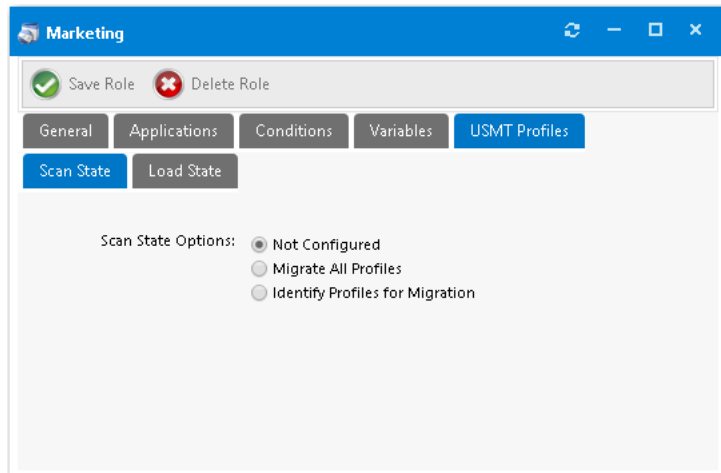 Marketing
Save Role Delete Role
General Applications Conditions Variables USMT Profiles
Scan State Load State
Scan State Options: Not Configured
Migrate All Profiles
Identify Profiles for Migration